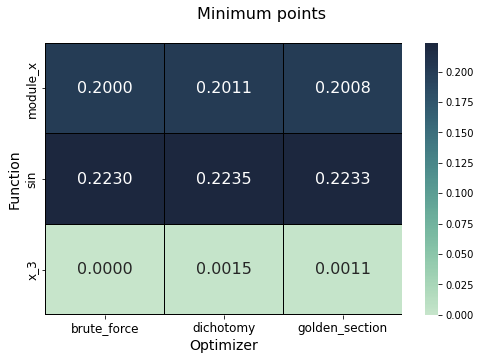 Minimum points
module_x
0.2000 0.2011 0.2008
sin
0.2230 0.2235 0.2233
x_3
0.0000 0.0015 0.0011
Function
brute_force dichotomy golden_section
Optimizer
0.200
0.175
0.150
0.125
0.100
0.075
0.050
0.025
0.000